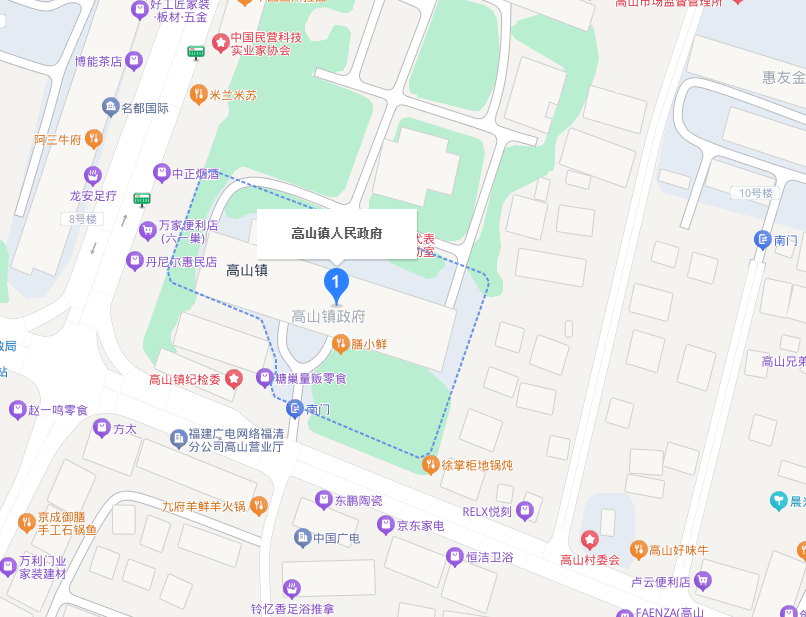 好工匠家装
·板材·五金
高山市场监督管理所
中国民营科技
实业家协会
博能茶店
惠友金
米兰米苏
名都国际
阿三牛府
中正烟酒
龙安足疗
10号楼
8号楼
万家便利店
(六一巢)
高山镇人民政府
代表
南门
丹尼尔惠民店
高山镇
1
高山镇政府
膳小鲜
高山兄弟
站
高山镇纪检委
糖巢量贩零食
赵一鸣零食
南门
方太
福建广电网络福清
分公司高山营业厅
徐掌柜地锅炖
东鹏陶瓷
九府羊鲜羊火锅
RELX悦刻
京成御膳
手工石锅鱼
京东家电
中国广电
高山好味牛
恒洁卫浴
高山村委会
万利门业
家装建材
卢云便利店
铃忆香足浴推拿
FAENZA(高山